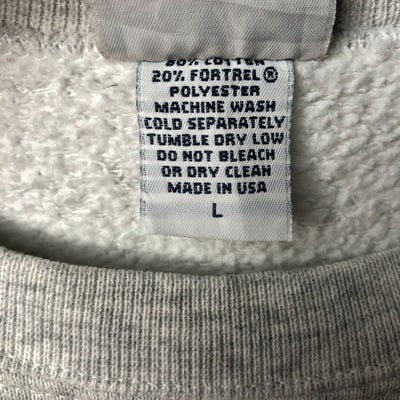 80% COTTON
20% FORTREL®
POLYESTER
MACHINE WASH
COLD SEPARATELY
TUMBLE DRY LOW
DO NOT BLEACH
OR DRY CLEAN
MADE IN USA
L